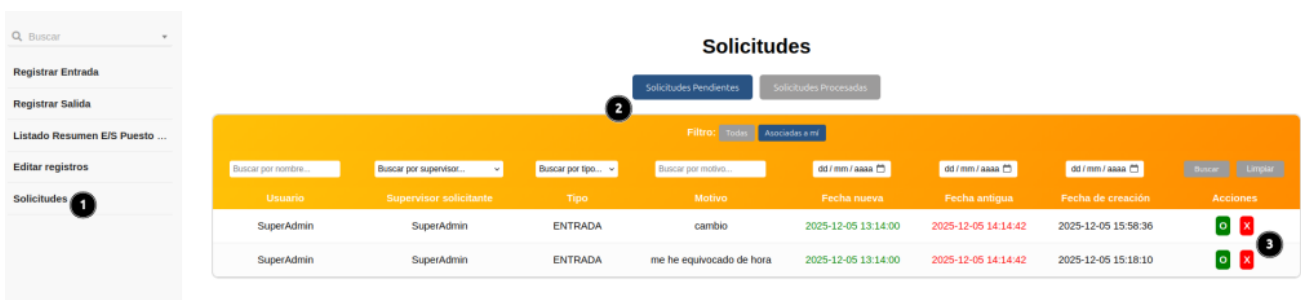 Buscar
Registrar Entrada
Registrar Salida
Listado Resumen E/S Puesto ...
Editar registros
Solicitudes
1
Solicitudes
Solicitudes Pendientes Solicitudes Procesadas
2
Filtro: Todas Asociadas a mí
Buscar por nombre... Buscar por supervisor... Buscar por tipo... Buscar por motivo... dd / mm / aaaa dd / mm / aaaa dd / mm / aaaa Buscar Limpiar
Usuario Supervisor solicitante Tipo Motivo Fecha nueva Fecha antigua Fecha de creación Acciones
SuperAdmin SuperAdmin ENTRADA cambio 2025-12-05 13:14:00 2025-12-05 14:14:42 2025-12-05 15:58:36 O X
3
SuperAdmin SuperAdmin ENTRADA me he equivocado de hora 2025-12-05 13:14:00 2025-12-05 14:14:42 2025-12-05 15:18:10 O X